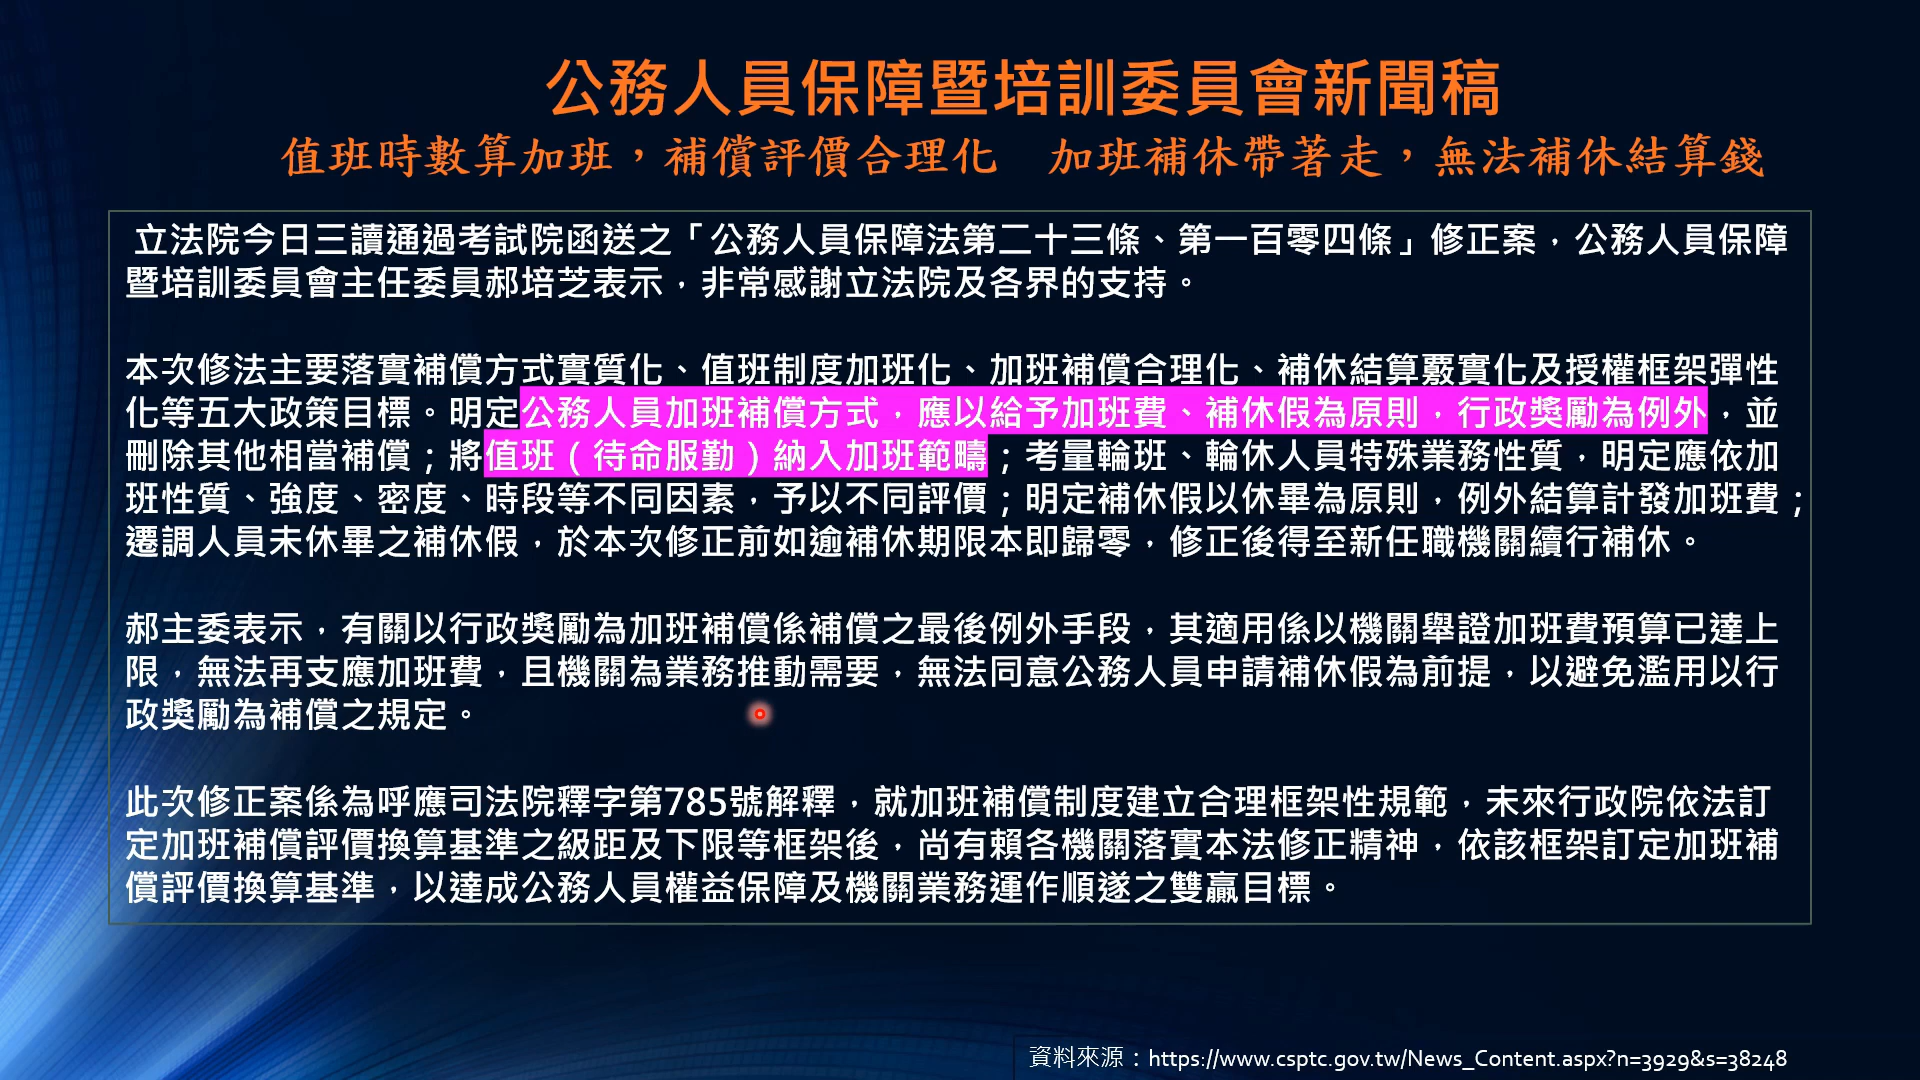 公務人員保障暨培訓委員會新聞稿
值班時數算加班，補償評價合理化　加班補休帶著走，無法補休結算錢
立法院今日三讀通過考試院函送之「公務人員保障法第二十三條、第一百零四條」修正案，公務人員保障
暨培訓委員會主任委員郝培芝表示，非常感謝立法院及各界的支持。
本次修法主要落實補償方式實質化、值班制度加班化、加班補償合理化、補休結算覈實化及授權框架彈性
化等五大政策目標。明定公務人員加班補償方式，應以給予加班費、補休假為原則，行政獎勵為例外，並
刪除其他相當補償；將值班（待命服勤）納入加班範疇；考量輪班、輪休人員特殊業務性質，明定應依加
班性質、強度、密度、時段等不同因素，予以不同評價；明定補休假以休畢為原則，例外結算計發加班費；
遷調人員未休畢之補休假，於本次修正前如逾補休期限本即歸零，修正後得至新任職機關續行補休。
郝主委表示，有關以行政獎勵為加班補償係補償之最後例外手段，其適用係以機關舉證加班費預算已達上
限，無法再支應加班費，且機關為業務推動需要，無法同意公務人員申請補休假為前提，以避免濫用以行
政獎勵為補償之規定。
此次修正案係為呼應司法院釋字第785號解釋，就加班補償制度建立合理框架性規範，未來行政院依法訂
定加班補償評價換算基準之級距及下限等框架後，尚有賴各機關落實本法修正精神，依該框架訂定加班補
償評價換算基準，以達成公務人員權益保障及機關業務運作順遂之雙贏目標。
資料來源：https://www.csptc.gov.tw/News_Content.aspx?n=3929&s=38248